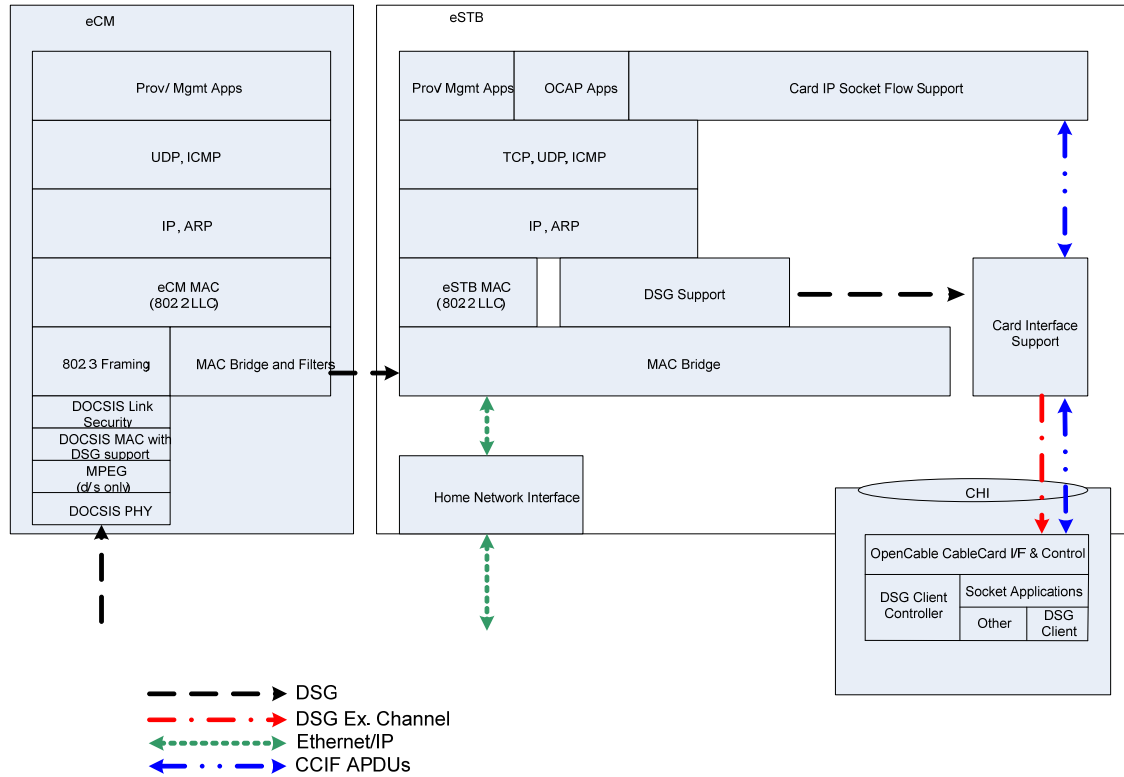 eCM
Prov/ Mgmt Apps
UDP, ICMP
IP, ARP
eCM MAC
(802.2 LLC)
802.3 Framing
MAC Bridge and Filters
DOCSIS Link
Security
DOCSIS MAC with
DSG support
MPEG
(d/s only)
DOCSIS PHY
eSTB
Prov/ Mgmt Apps
OCAP Apps
Card IP Socket Flow Support
TCP, UDP, ICMP
IP, ARP
eSTB MAC
(802.2 LLC)
DSG Support
MAC Bridge
Card Interface
Support
Home Network Interface
CHI
OpenCable CableCard I/F & Control
DSG Client
Controller
Socket Applications
Other
DSG
Client
DSG
DSG Ex. Channel
Ethernet/IP
CCIF APDUs